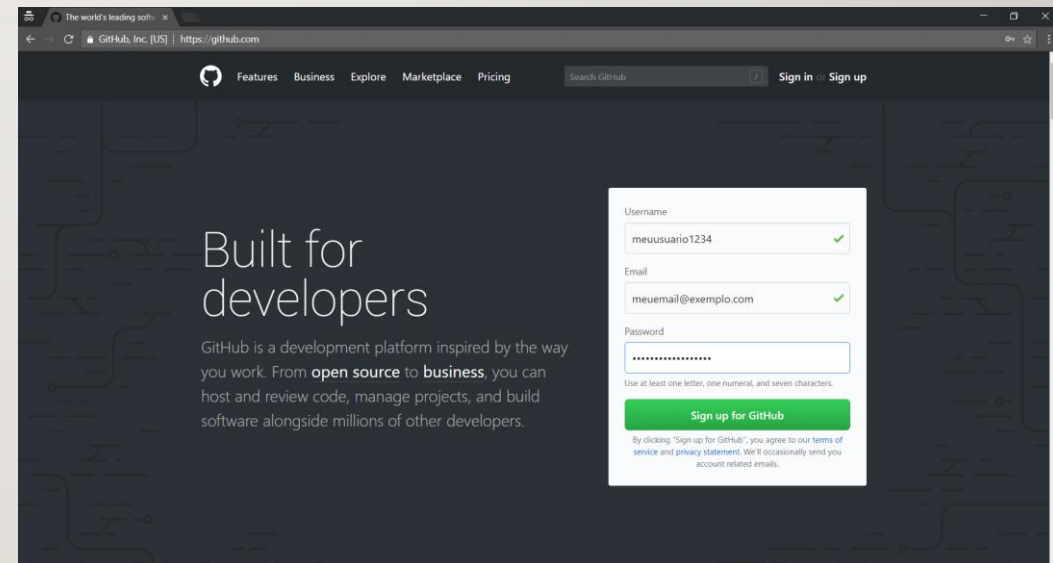 The world's leading softw
GitHub, Inc. [US] | https://github.com
Features Business Explore Marketplace Pricing Search GitHub / Sign in or Sign up
Built for
developers
GitHub is a development platform inspired by the way
you work. From open source to business, you can
host and review code, manage projects, and build
software alongside millions of other developers.
Username
meuusuario1234
Email
meuemail@exemplo.com
Password
••••••••••••••••••
Use at least one letter, one numeral, and seven characters.
Sign up for GitHub
By clicking "Sign up for GitHub", you agree to our terms of
service and privacy statement. We'll occasionally send you
account related emails.